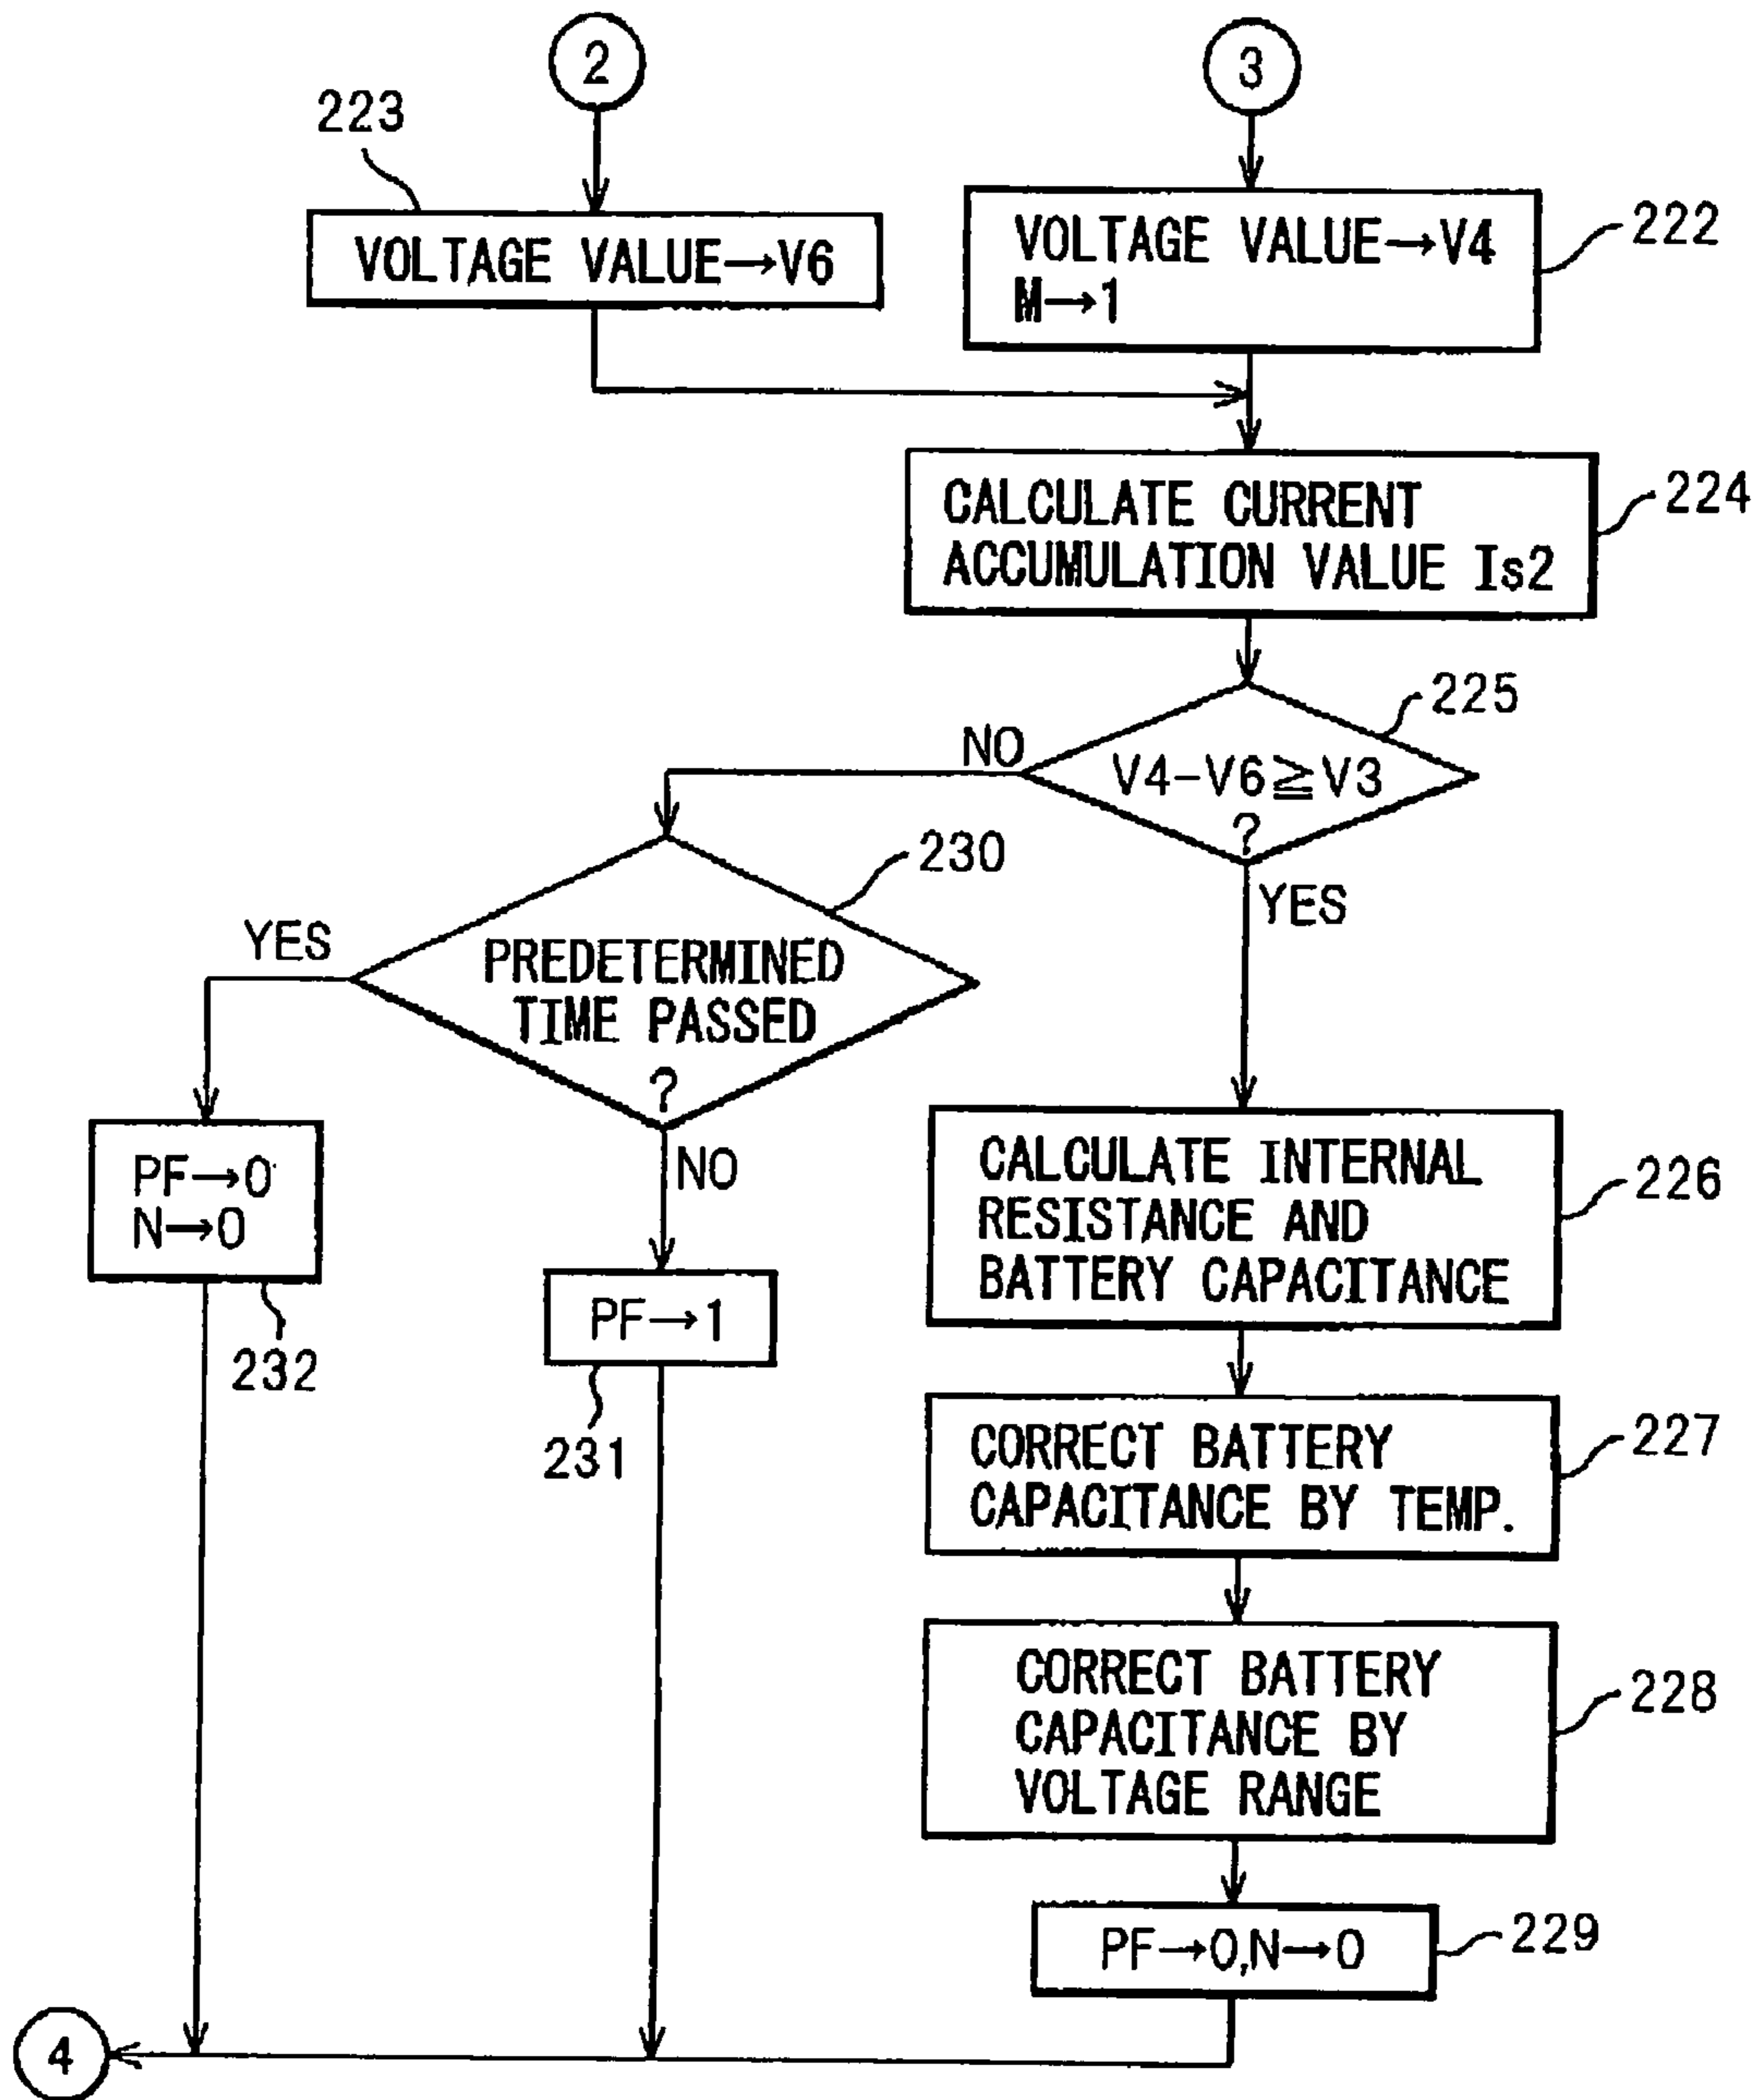 2
3
223
VOLTAGE VALUE→V6
VOLTAGE VALUE→V4
M→1
222
CALCULATE CURRENT
ACCUMULATION VALUE Is2
224
225
NO
V4-V6≧V3
?
YES
230
YES
PREDETERMINED
TIME PASSED
?
NO
PF→0
N→0
232
PF→1
231
CALCULATE INTERNAL
RESISTANCE AND
BATTERY CAPACITANCE
226
CORRECT BATTERY
CAPACITANCE BY TEMP.
227
CORRECT BATTERY
CAPACITANCE BY
VOLTAGE RANGE
228
PF→0,N→0
229
4